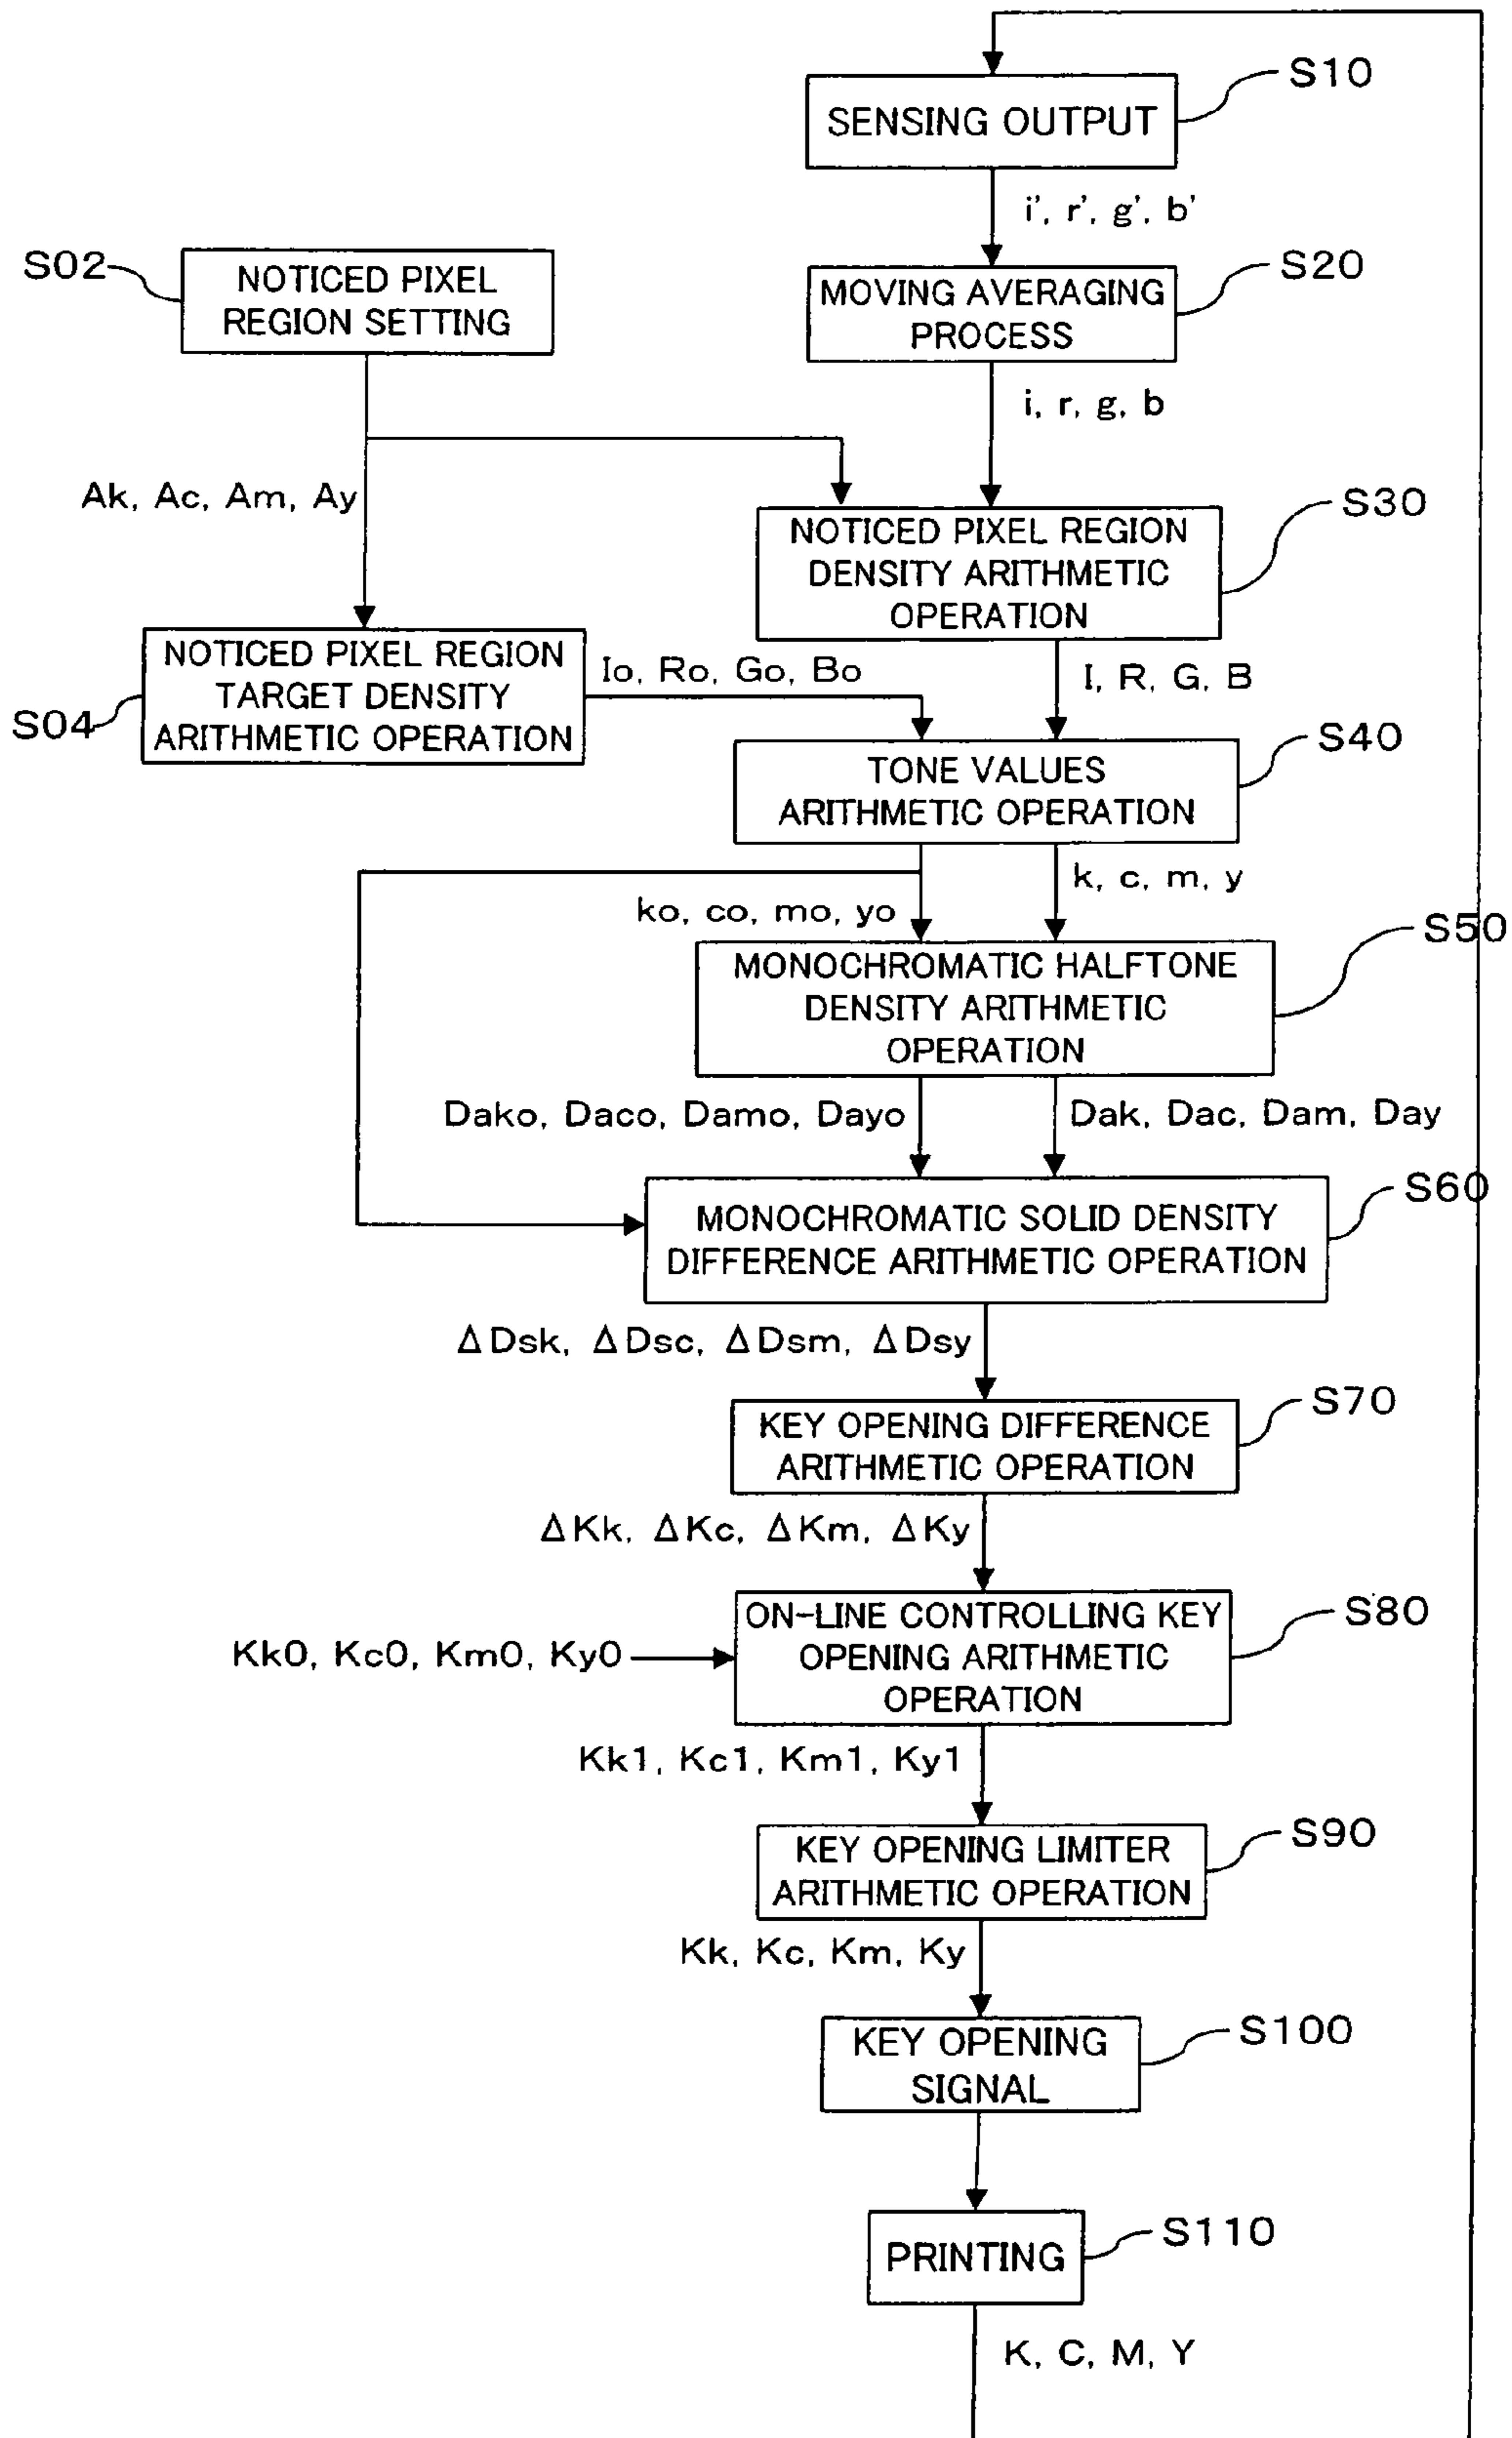 S10
SENSING OUTPUT
i', r', g', b'
S02
NOTICED PIXEL
REGION SETTING
S20
MOVING AVERAGING
PROCESS
i, r, g, b
Ak, Ac, Am, Ay
S30
NOTICED PIXEL REGION
DENSITY ARITHMETIC
OPERATION
S04
NOTICED PIXEL REGION
TARGET DENSITY
ARITHMETIC OPERATION
Io, Ro, Go, Bo
I, R, G, B
S40
TONE VALUES
ARITHMETIC OPERATION
ko, co, mo, yo
k, c, m, y
S50
MONOCHROMATIC HALFTONE
DENSITY ARITHMETIC
OPERATION
Dako, Daco, Damo, Dayo
Dak, Dac, Dam, Day
S60
MONOCHROMATIC SOLID DENSITY
DIFFERENCE ARITHMETIC OPERATION
ΔDsk, ΔDsc, ΔDsm, ΔDsy
S70
KEY OPENING DIFFERENCE
ARITHMETIC OPERATION
ΔKk, ΔKc, ΔKm, ΔKy
S80
ON-LINE CONTROLLING KEY
OPENING ARITHMETIC
OPERATION
Kk0, Kc0, Km0, Ky0
Kk1, Kc1, Km1, Ky1
S90
KEY OPENING LIMITER
ARITHMETIC OPERATION
Kk, Kc, Km, Ky
S100
KEY OPENING
SIGNAL
S110
PRINTING
K, C, M, Y